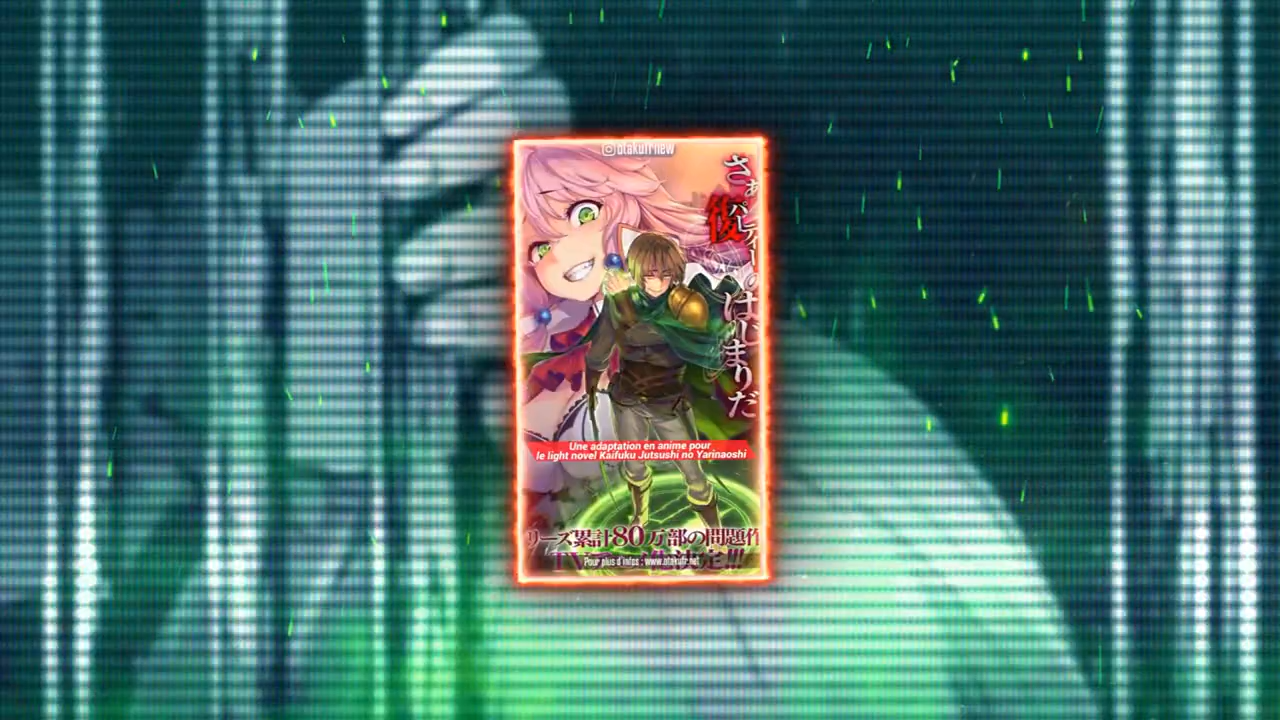 otakufrnew
さぁ
復
パーティーの
はじまりだ
Une adaptation en anime pour
le light novel Kaifuku Jutsushi no Yarinaoshi
リーズ累計80万部の問題作
TV
決定!!!
Pour plus d'infos : www.otakufr.net